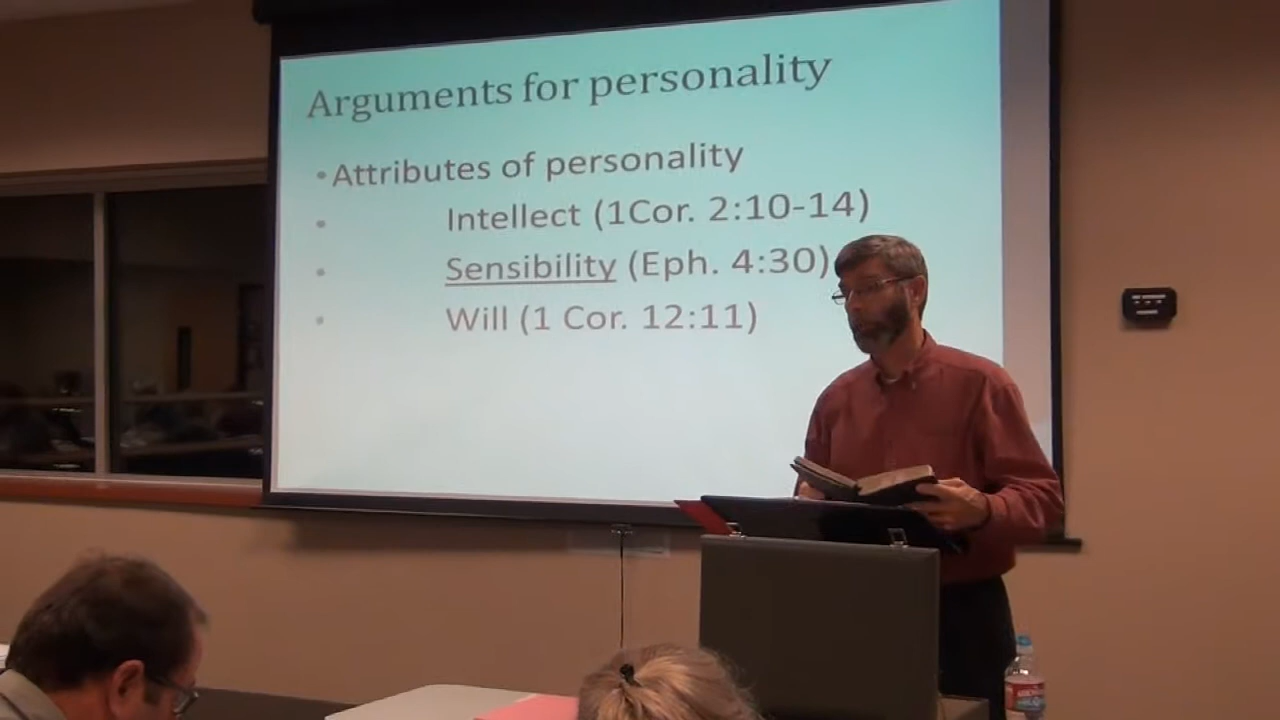 Arguments for personality
•Attributes of personality
• Intellect (1Cor. 2:10-14)
• Sensibility (Eph. 4:30)
• Will (1 Cor. 12:11)